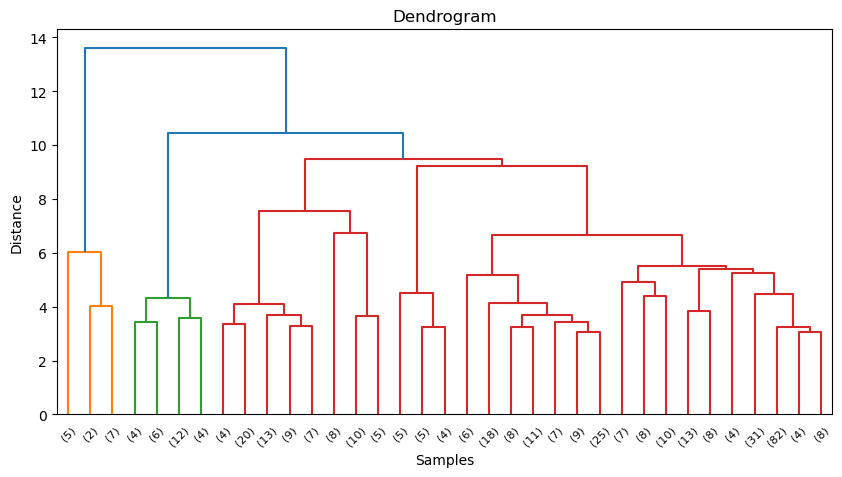 Dendrogram
14
12
10
8
6
4
2
0
Distance
(5) (2) (7) (4) (6) (12) (4) (4) (20) (13) (9) (7) (8) (10) (5) (5) (5) (4) (6) (18) (8) (11) (7) (9) (25) (7) (8) (10) (13) (8) (4) (31) (82) (4) (8)
Samples